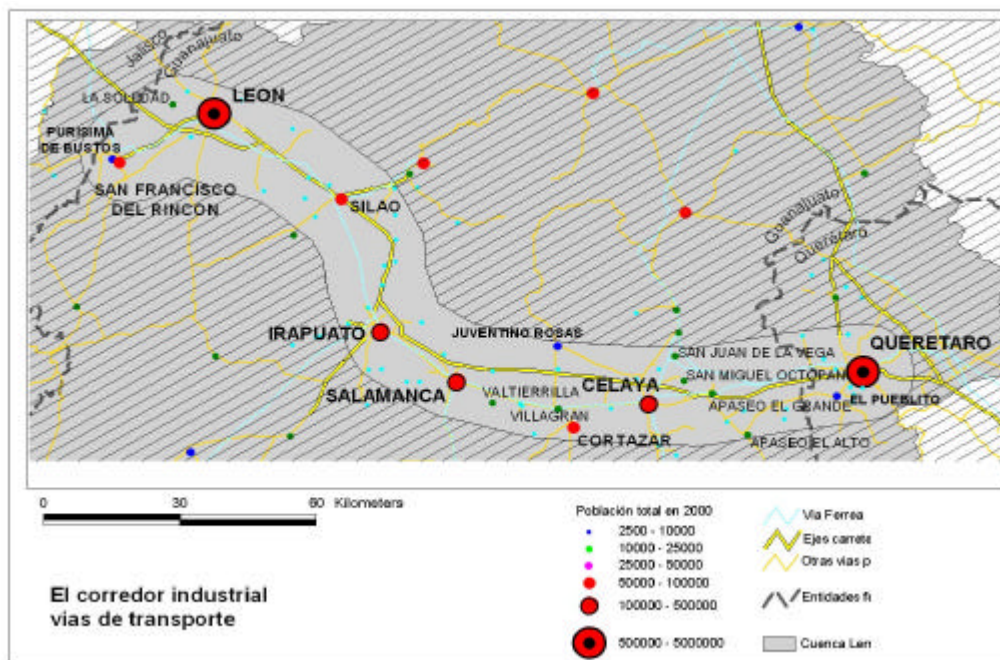 Jalisco
Guanajuato
LA SOLEDAD
LEON
PURISIMA
DE BUSTOS
SAN FRANCISCO
DEL RINCON
SILAO
Guanajuato
Querétaro
IRAPUATO
JUVENTINO ROSAS
QUERETARO
SAN JUAN DE LA VEGA
SAN MIGUEL OCTOPAN
SALAMANCA
VALTIERRILLA
CELAYA
EL PUEBLITO
VILLAGRAN
APASEO EL GRANDE
CORTAZAR
APASEO EL ALTO
0 30 60 Kilometers
El corredor industrial
vias de transporte
Población total en 2000
2500 - 10000
10000 - 25000
25000 - 50000
50000 - 100000
100000 - 500000
500000 - 5000000
Via Ferrea
Ejes carrete
Otras vias p
Entidades f
Cuenca Ler